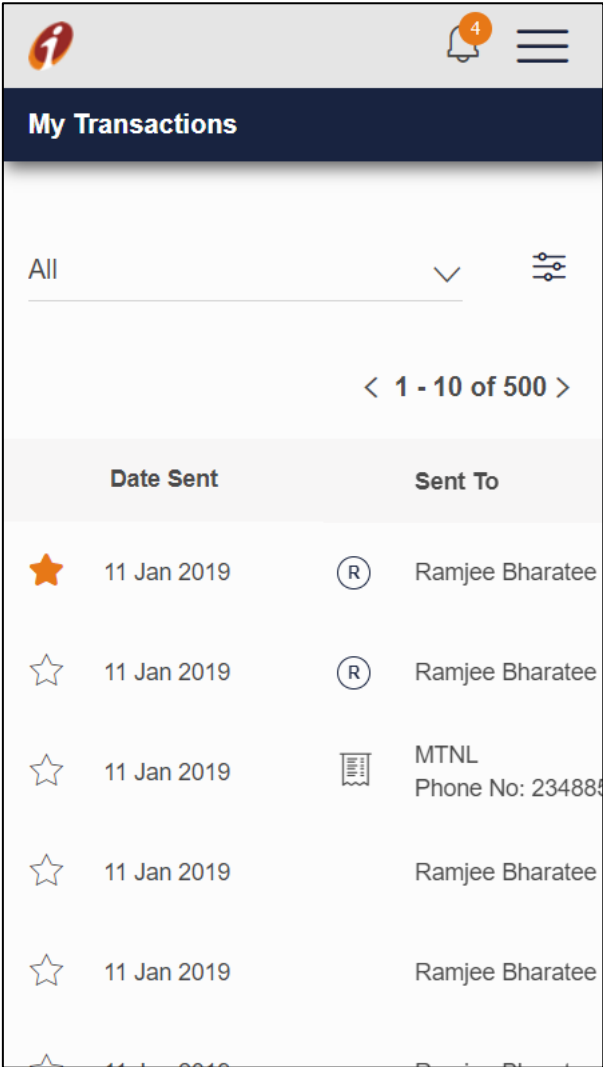 i
4
My Transactions
All
< 1 - 10 of 500 >
Date Sent Sent To
11 Jan 2019 R Ramjee Bharatee
11 Jan 2019 R Ramjee Bharatee
11 Jan 2019 MTNL
Phone No: 234885
11 Jan 2019 Ramjee Bharatee
11 Jan 2019 Ramjee Bharatee